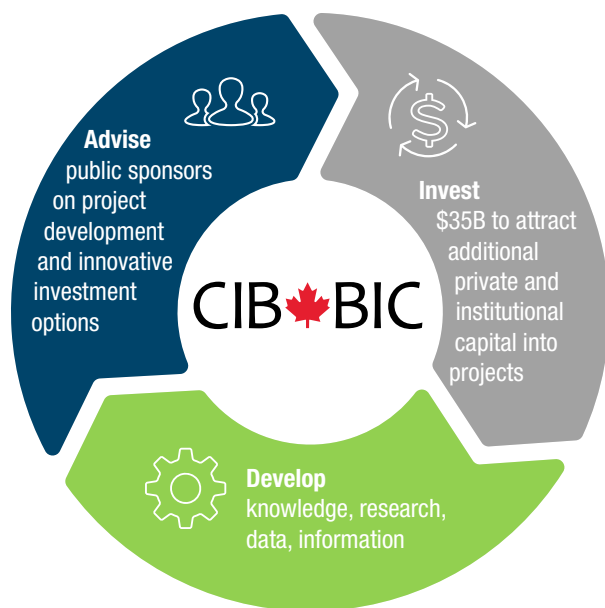 Advise
public sponsors
on project
development
and innovative
investment
options
$
Invest
$35B to attract
additional
private and
institutional
capital into
projects
CIB BIC
Develop
knowledge, research,
data, information